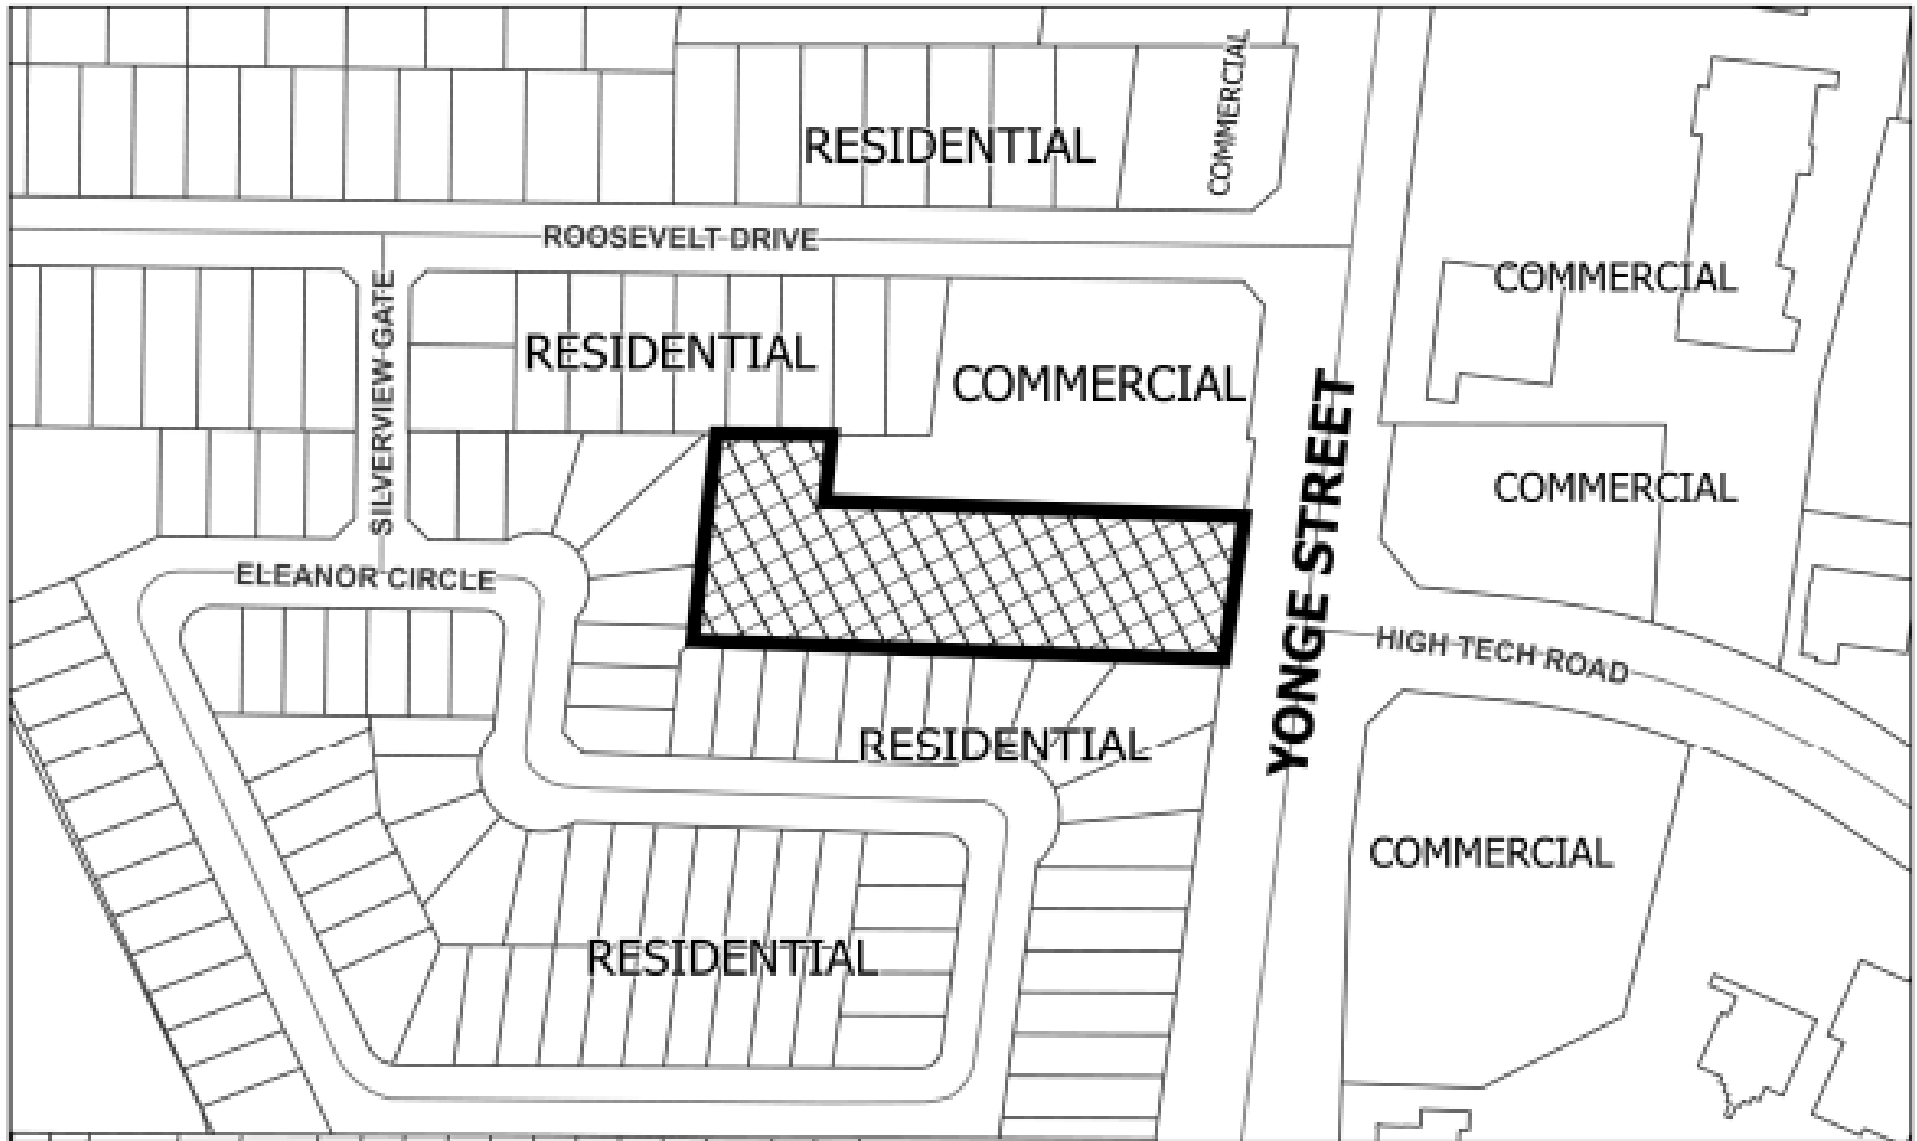 COMMERCIAL
RESIDENTIAL
ROOSEVELT DRIVE
COMMERCIAL
SILVERVIEW GATE
RESIDENTIAL
COMMERCIAL
YONGE STREET
COMMERCIAL
ELEANOR CIRCLE
HIGH TECH ROAD
RESIDENTIAL
COMMERCIAL
RESIDENTIAL